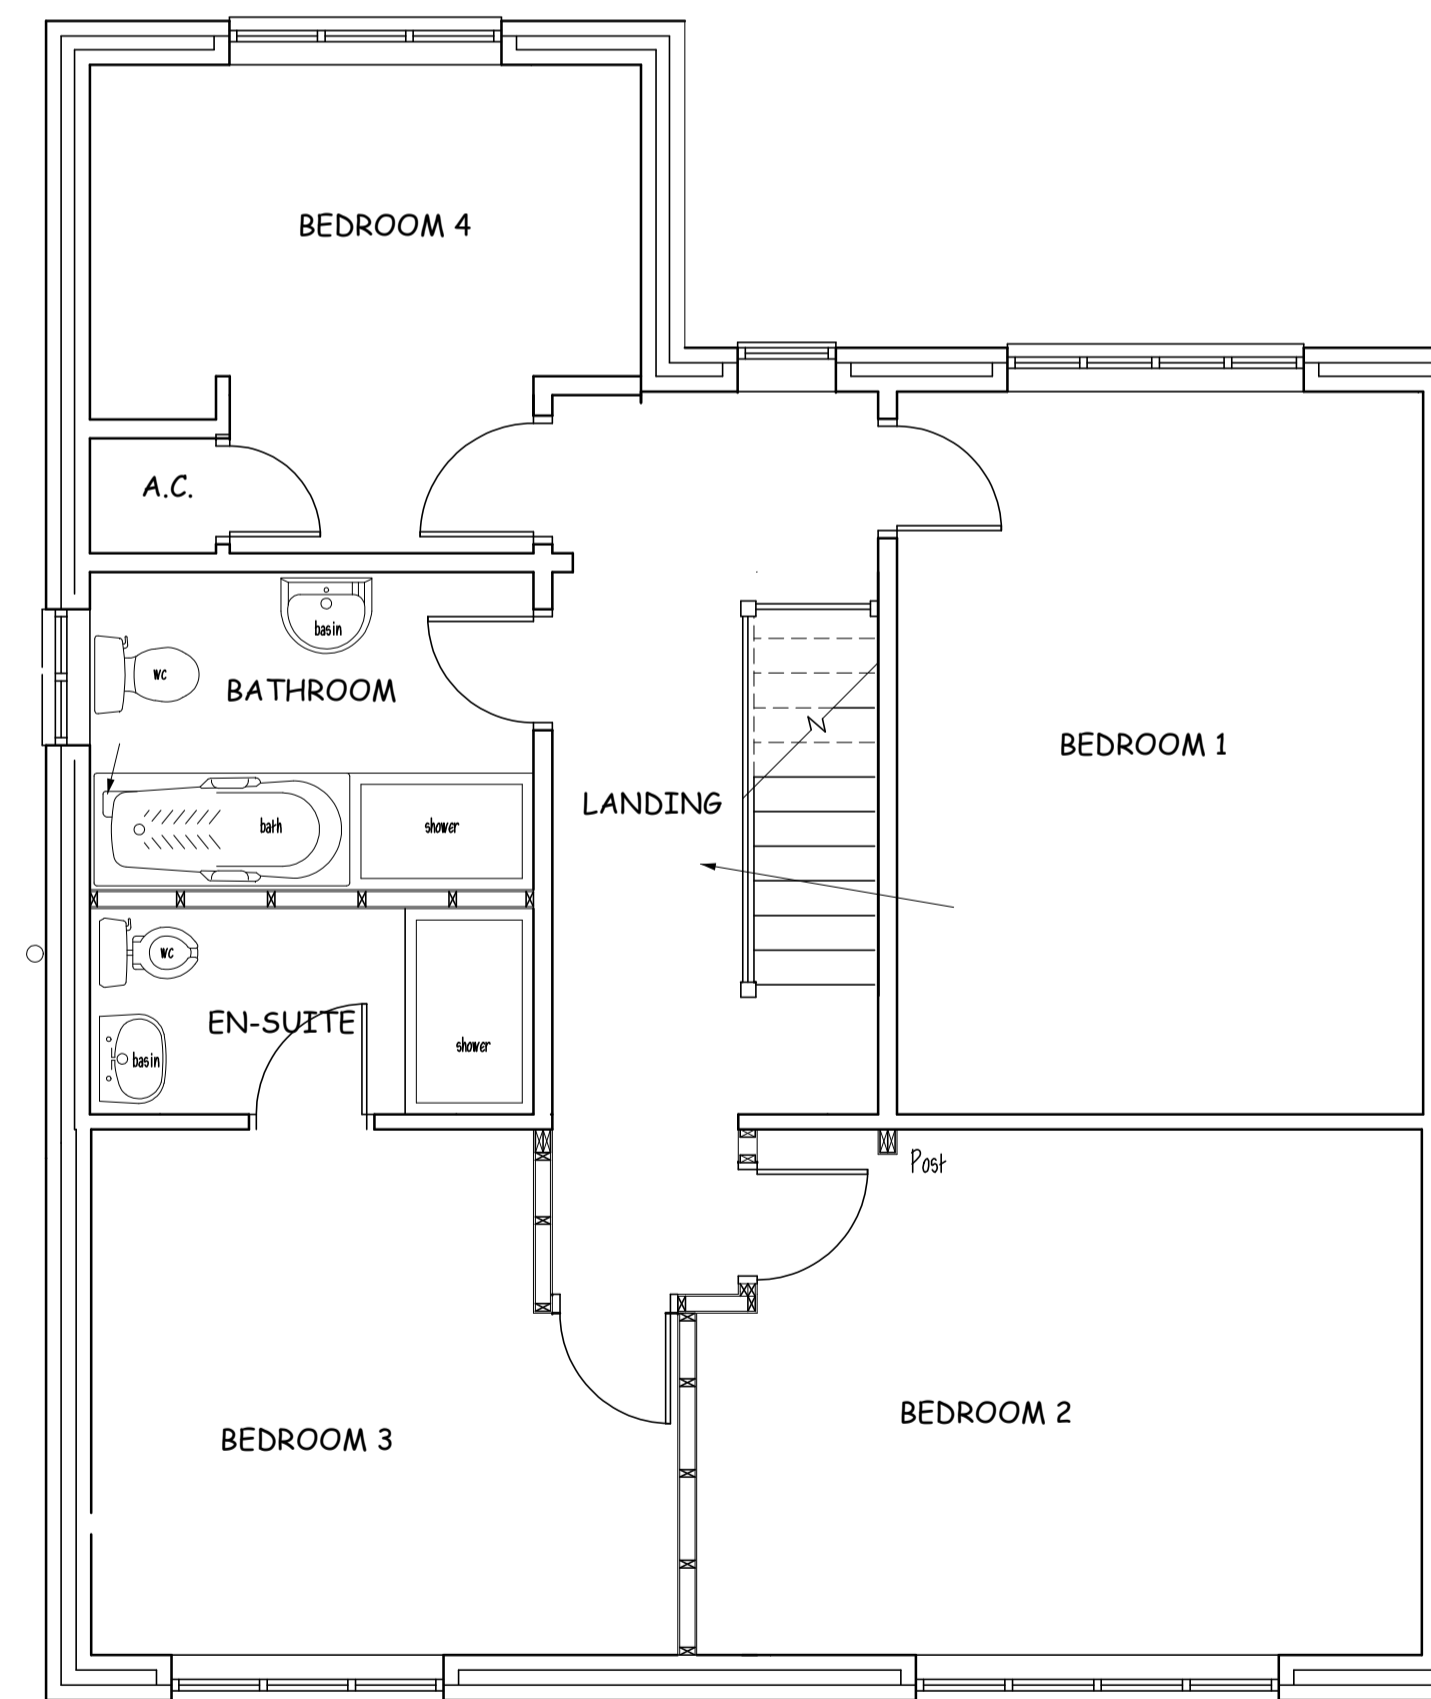 BEDROOM 4
A.C.
basin
wc
BATHROOM
BEDROOM 1
LANDING
bath
shower
wc
EN-SUITE
shower
basin
Post
BEDROOM 2
BEDROOM 3